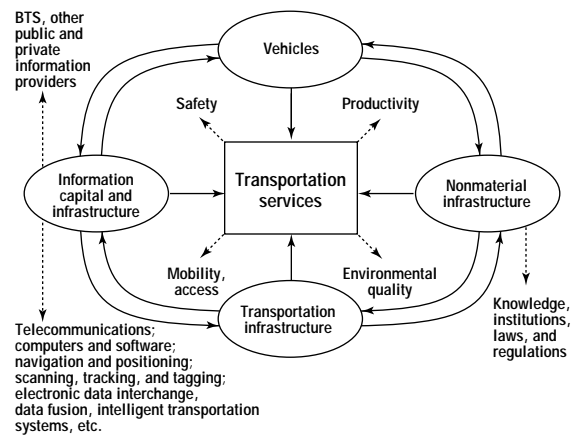 BTS, other
public and
private
information
providers
Vehicles
Safety
Productivity
Information
capital and
infrastructure
Transportation
services
Nonmaterial
infrastructure
Mobility,
access
Environmental
quality
Transportation
infrastructure
Knowledge,
institutions,
laws, and
regulations
Telecommunications;
computers and software;
navigation and positioning;
scanning, tracking, and tagging;
electronic data interchange,
data fusion, intelligent transportation
systems, etc.